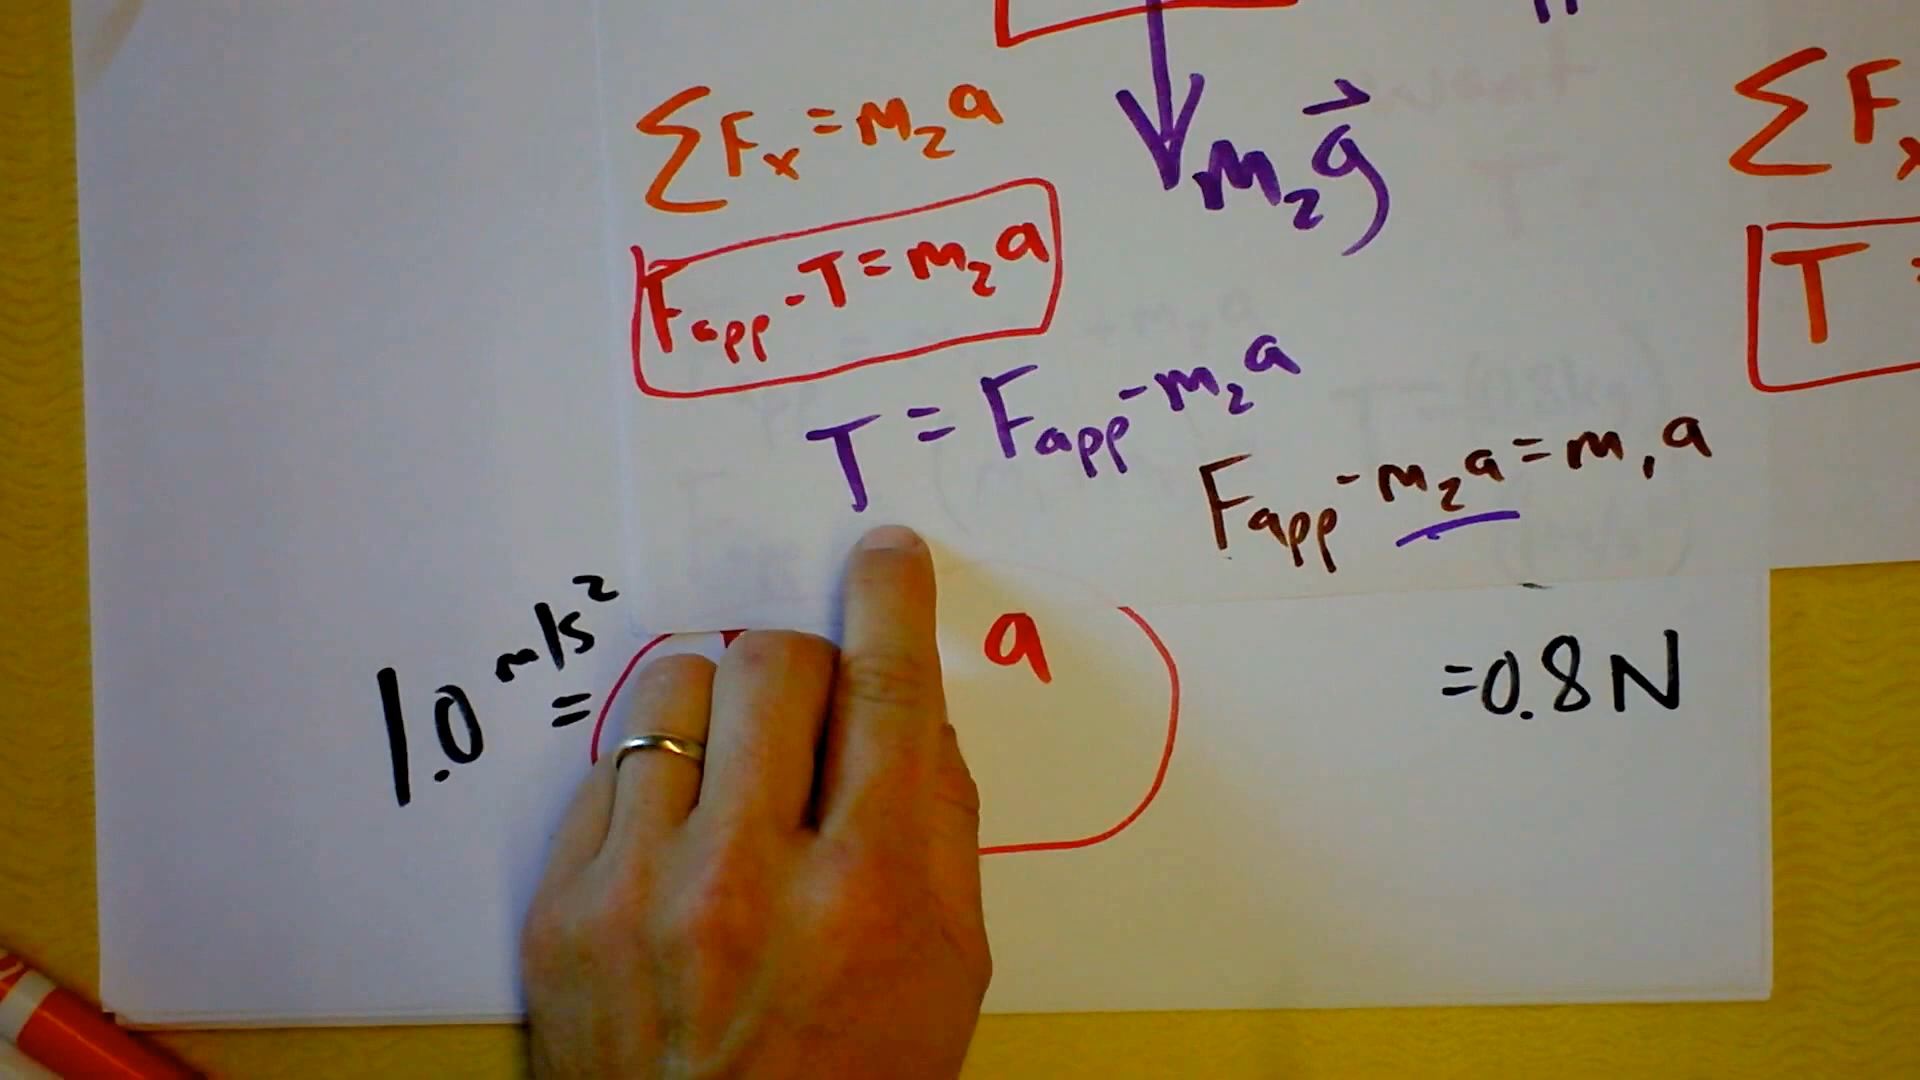 ΣFₓ = m₂a
m₂g⃗
ΣFₓ
Fapp - T = m₂a
T =
T = Fapp - m₂a
Fapp - m₂a = m₁a
1.0 m/s² =
a
= 0.8 N